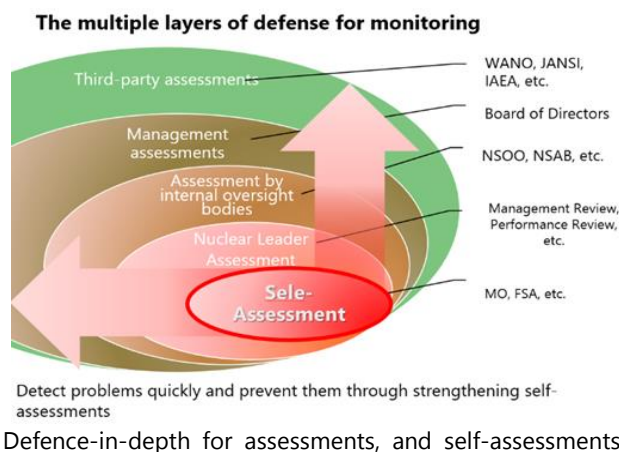 The multiple layers of defense for monitoring
Third-party assessments
WANO, JANSI,
IAEA, etc.
Management
assessments
Board of Directors
Assessment by
internal oversight
bodies
NSOO, NSAB, etc.
Nuclear Leader
Assessment
Management Review,
Performance Review,
etc.
Sele-
Assessment
MO, FSA, etc.
Detect problems quickly and prevent them through strengthening self-
assessments
Defence-in-depth for assessments, and self-assessments